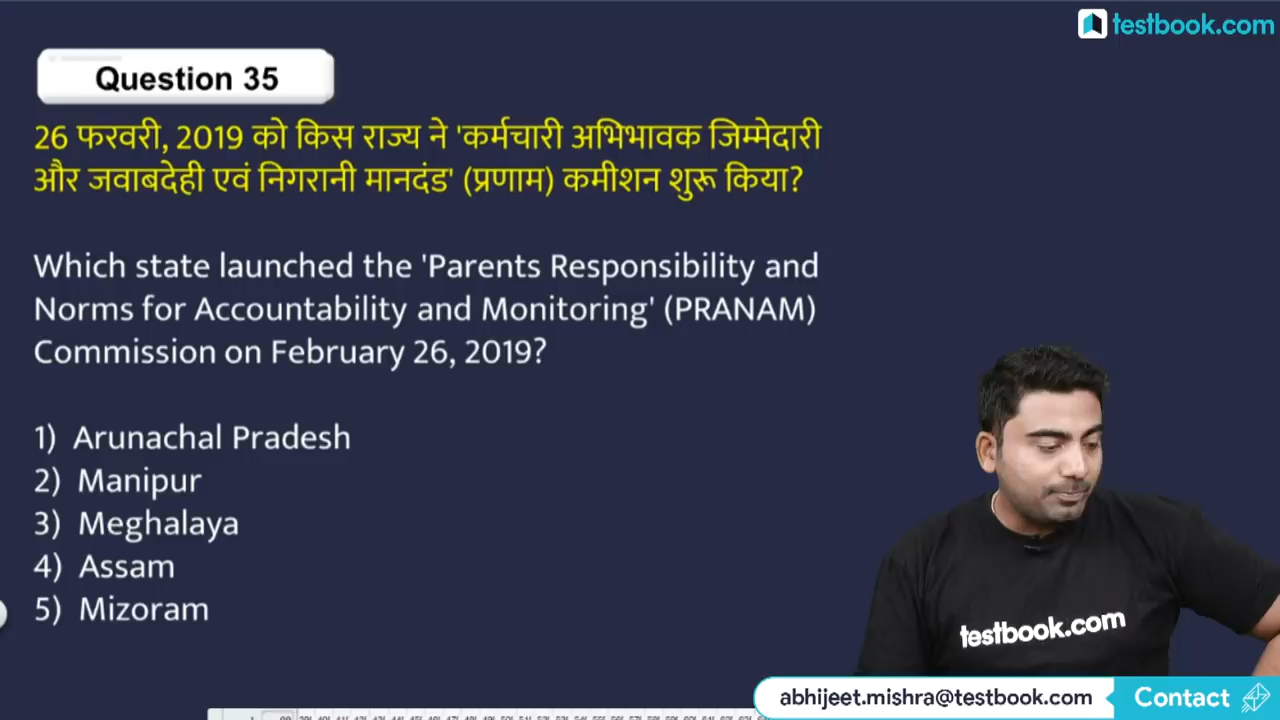 testbook.com
Question 35
26 फरवरी, 2019 को किस राज्य ने 'कर्मचारी अभिभावक जिम्मेदारी
और जवाबदेही एवं निगरानी मानदंड' (प्रणाम) कमीशन शुरू किया?
Which state launched the 'Parents Responsibility and
Norms for Accountability and Monitoring' (PRANAM)
Commission on February 26, 2019?
1) Arunachal Pradesh
2) Manipur
3) Meghalaya
4) Assam
5) Mizoram
testbook.com
abhijeet.mishra@testbook.com Contact